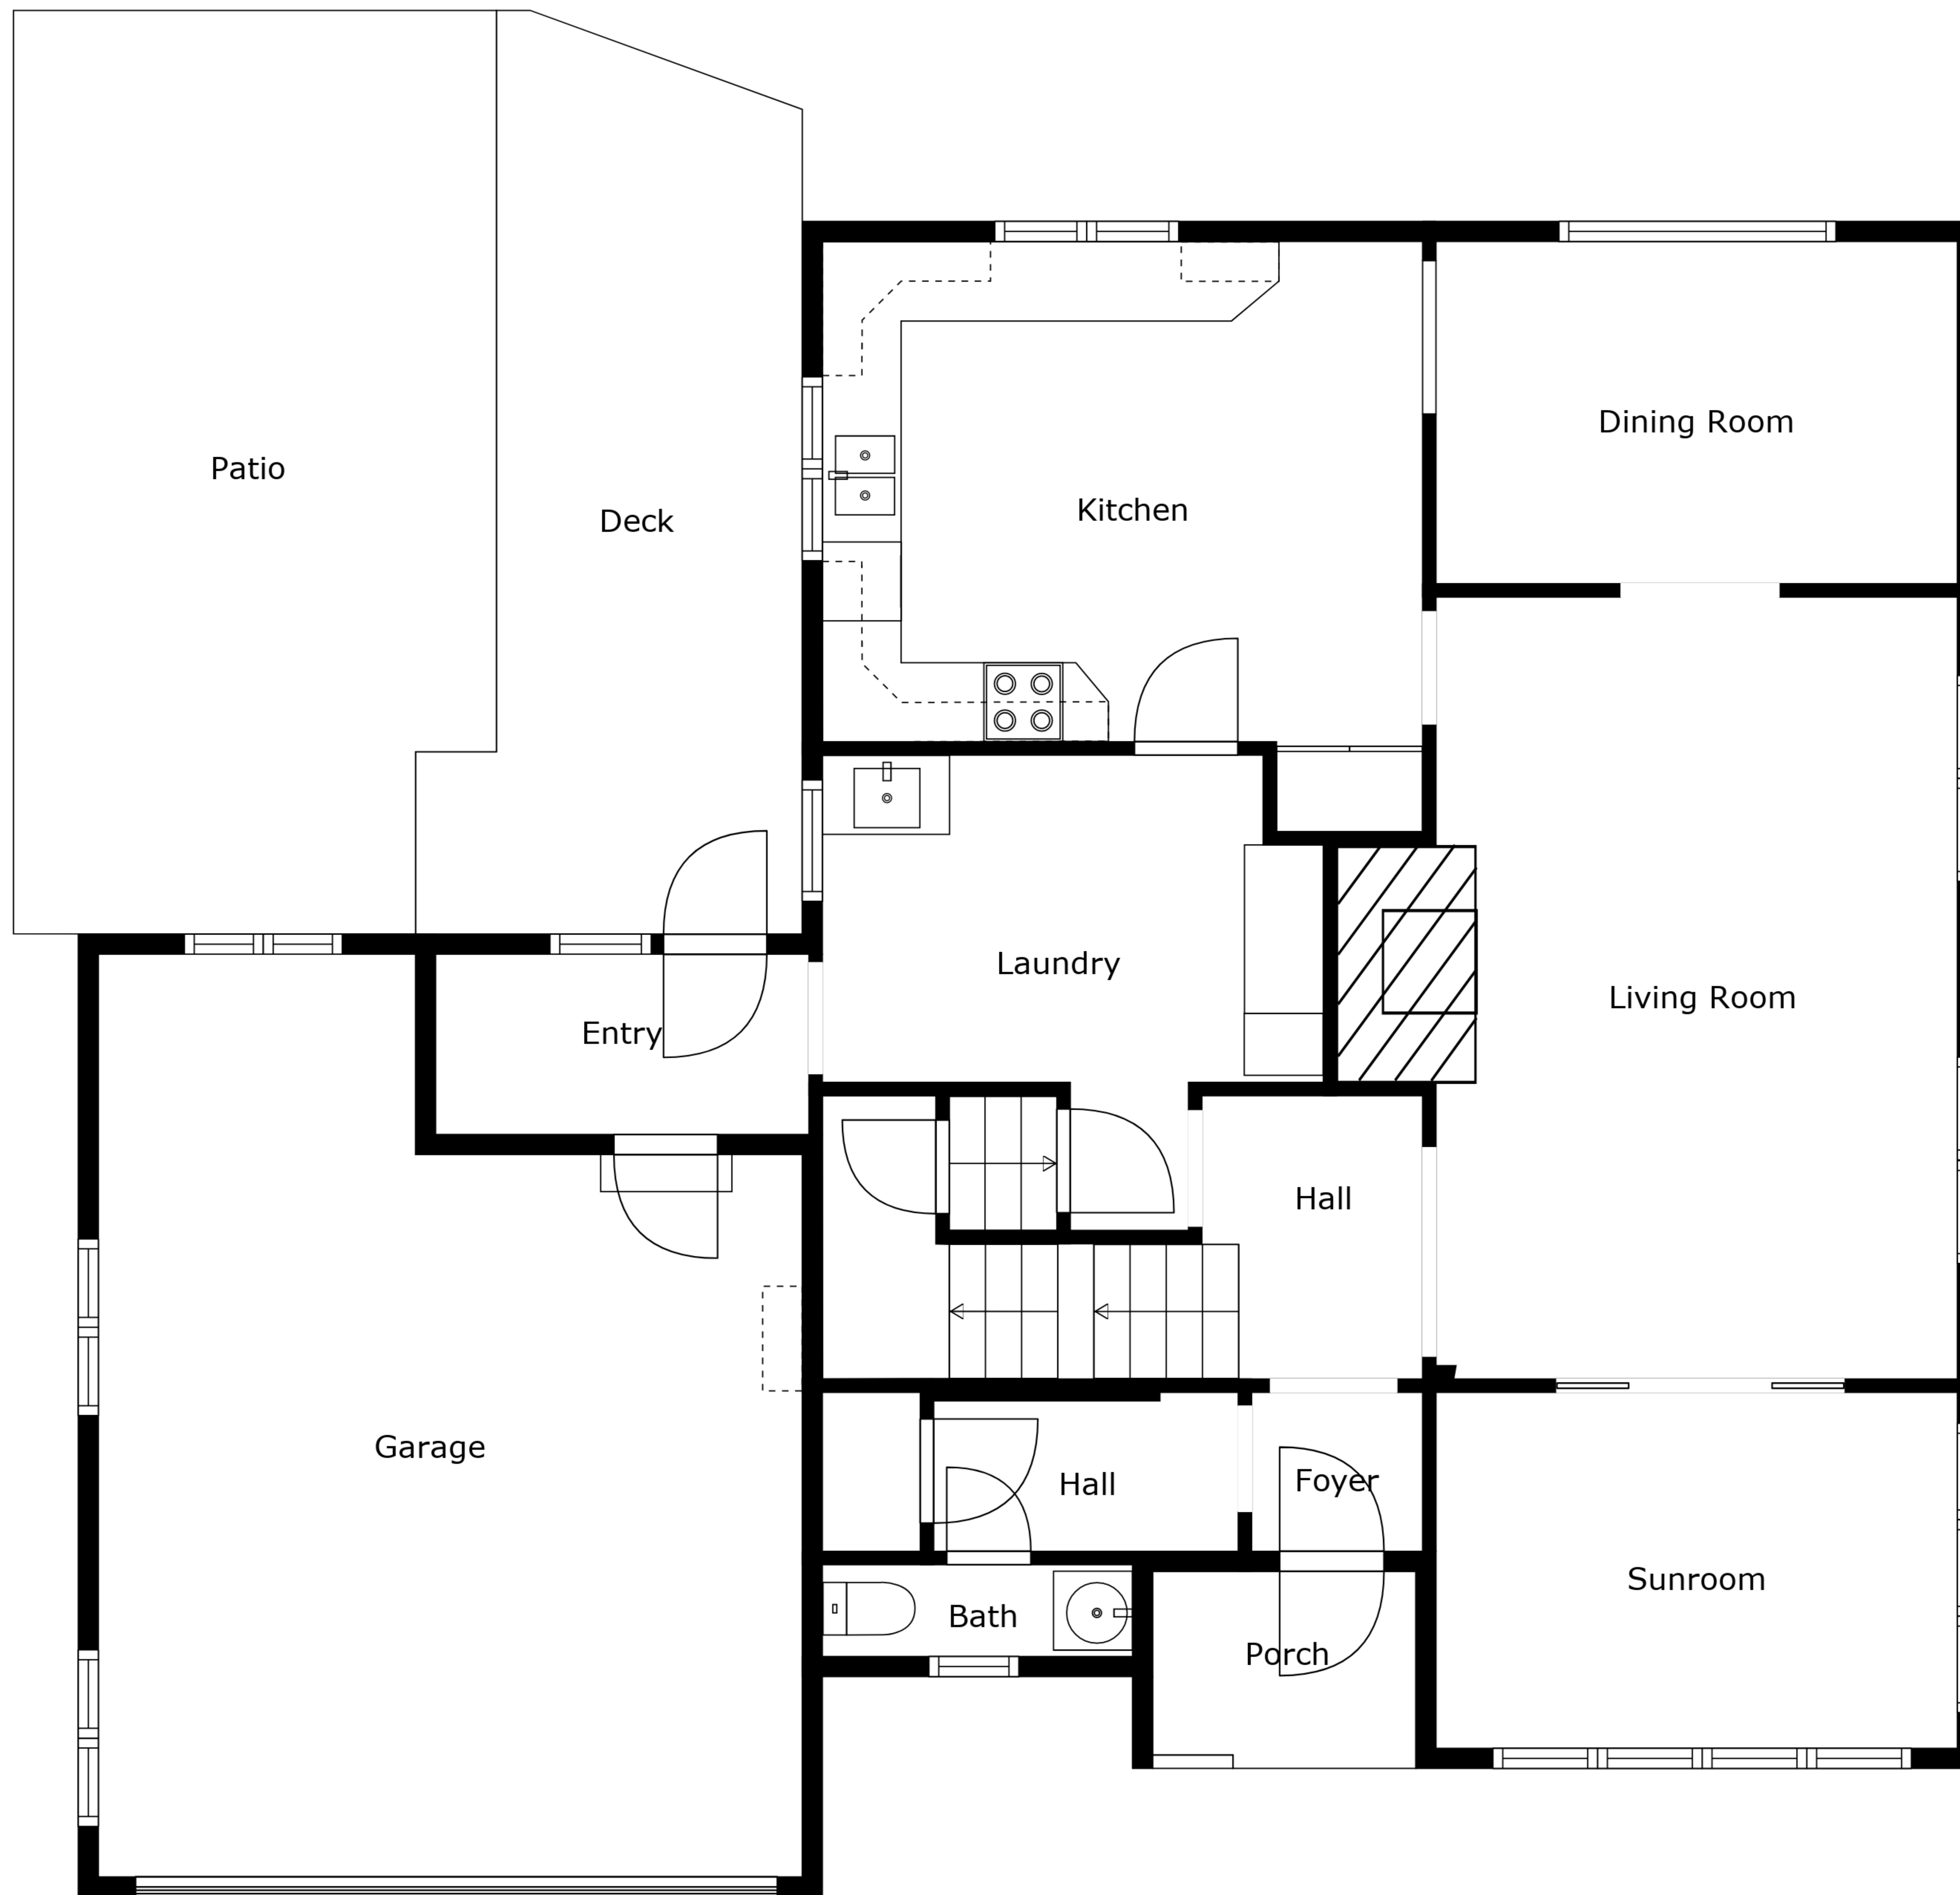 Dining Room
Patio
Kitchen
Deck
Laundry
Living Room
Entry
Hall
Garage
Hall
Foyer
Sunroom
Bath
Porch